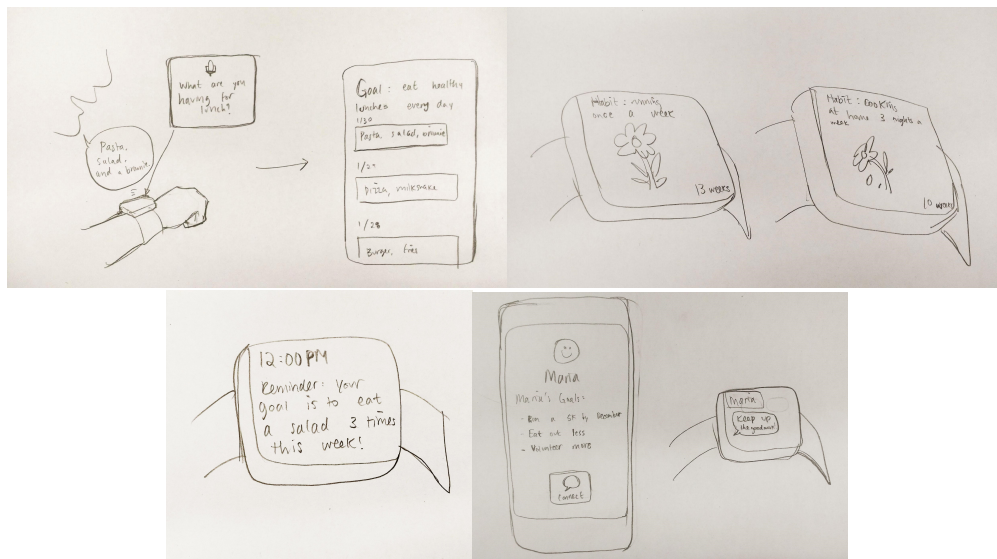 What are you
having for
lunch?
Pasta,
salad,
and a brownie
Goal: eat healthy
lunches every day
1/30
Pasta, salad, brownie
1/29
Pizza, milkshake
1/28
Burger, fries
Habit: running
once a week
13 weeks
Habit: cooking
at home 3 nights a
week
10 weeks
12:00PM
Reminder: your
goal is to eat
a salad 3 times
this week!
Maria
Maria's Goals:
- Run a 5K by December
- Eat out less
- Volunteer more
connect
Maria
Keep up
the good work!